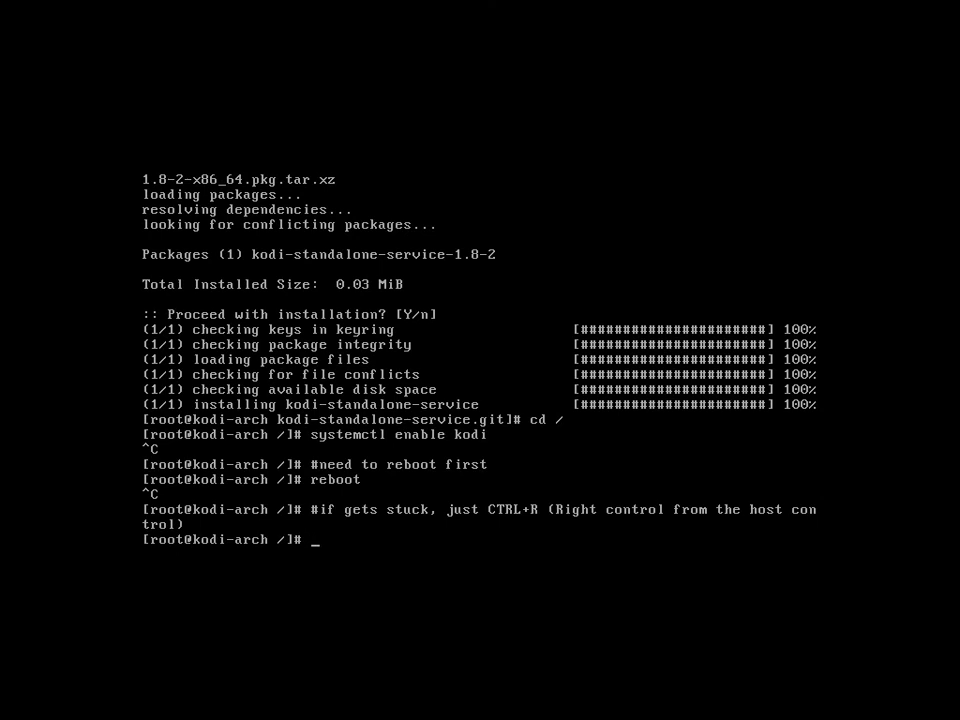 1.8-2-x86_64.pkg.tar.xz
loading packages...
resolving dependencies...
looking for conflicting packages...
Packages (1) kodi-standalone-service-1.8-2
Total Installed Size:  0.03 MiB
:: Proceed with installation? [Y/n]
(1/1) checking keys in keyring [######################] 100%
(1/1) checking package integrity [######################] 100%
(1/1) loading package files [######################] 100%
(1/1) checking for file conflicts [######################] 100%
(1/1) checking available disk space [######################] 100%
(1/1) installing kodi-standalone-service [######################] 100%
[root@kodi-arch kodi-standalone-service.git]# cd /
[root@kodi-arch /]# systemctl enable kodi
^C
[root@kodi-arch /]# #need to reboot first
[root@kodi-arch /]# reboot
^C
[root@kodi-arch /]# #if gets stuck, just CTRL+R (Right control from the host con
trol)
[root@kodi-arch /]# _